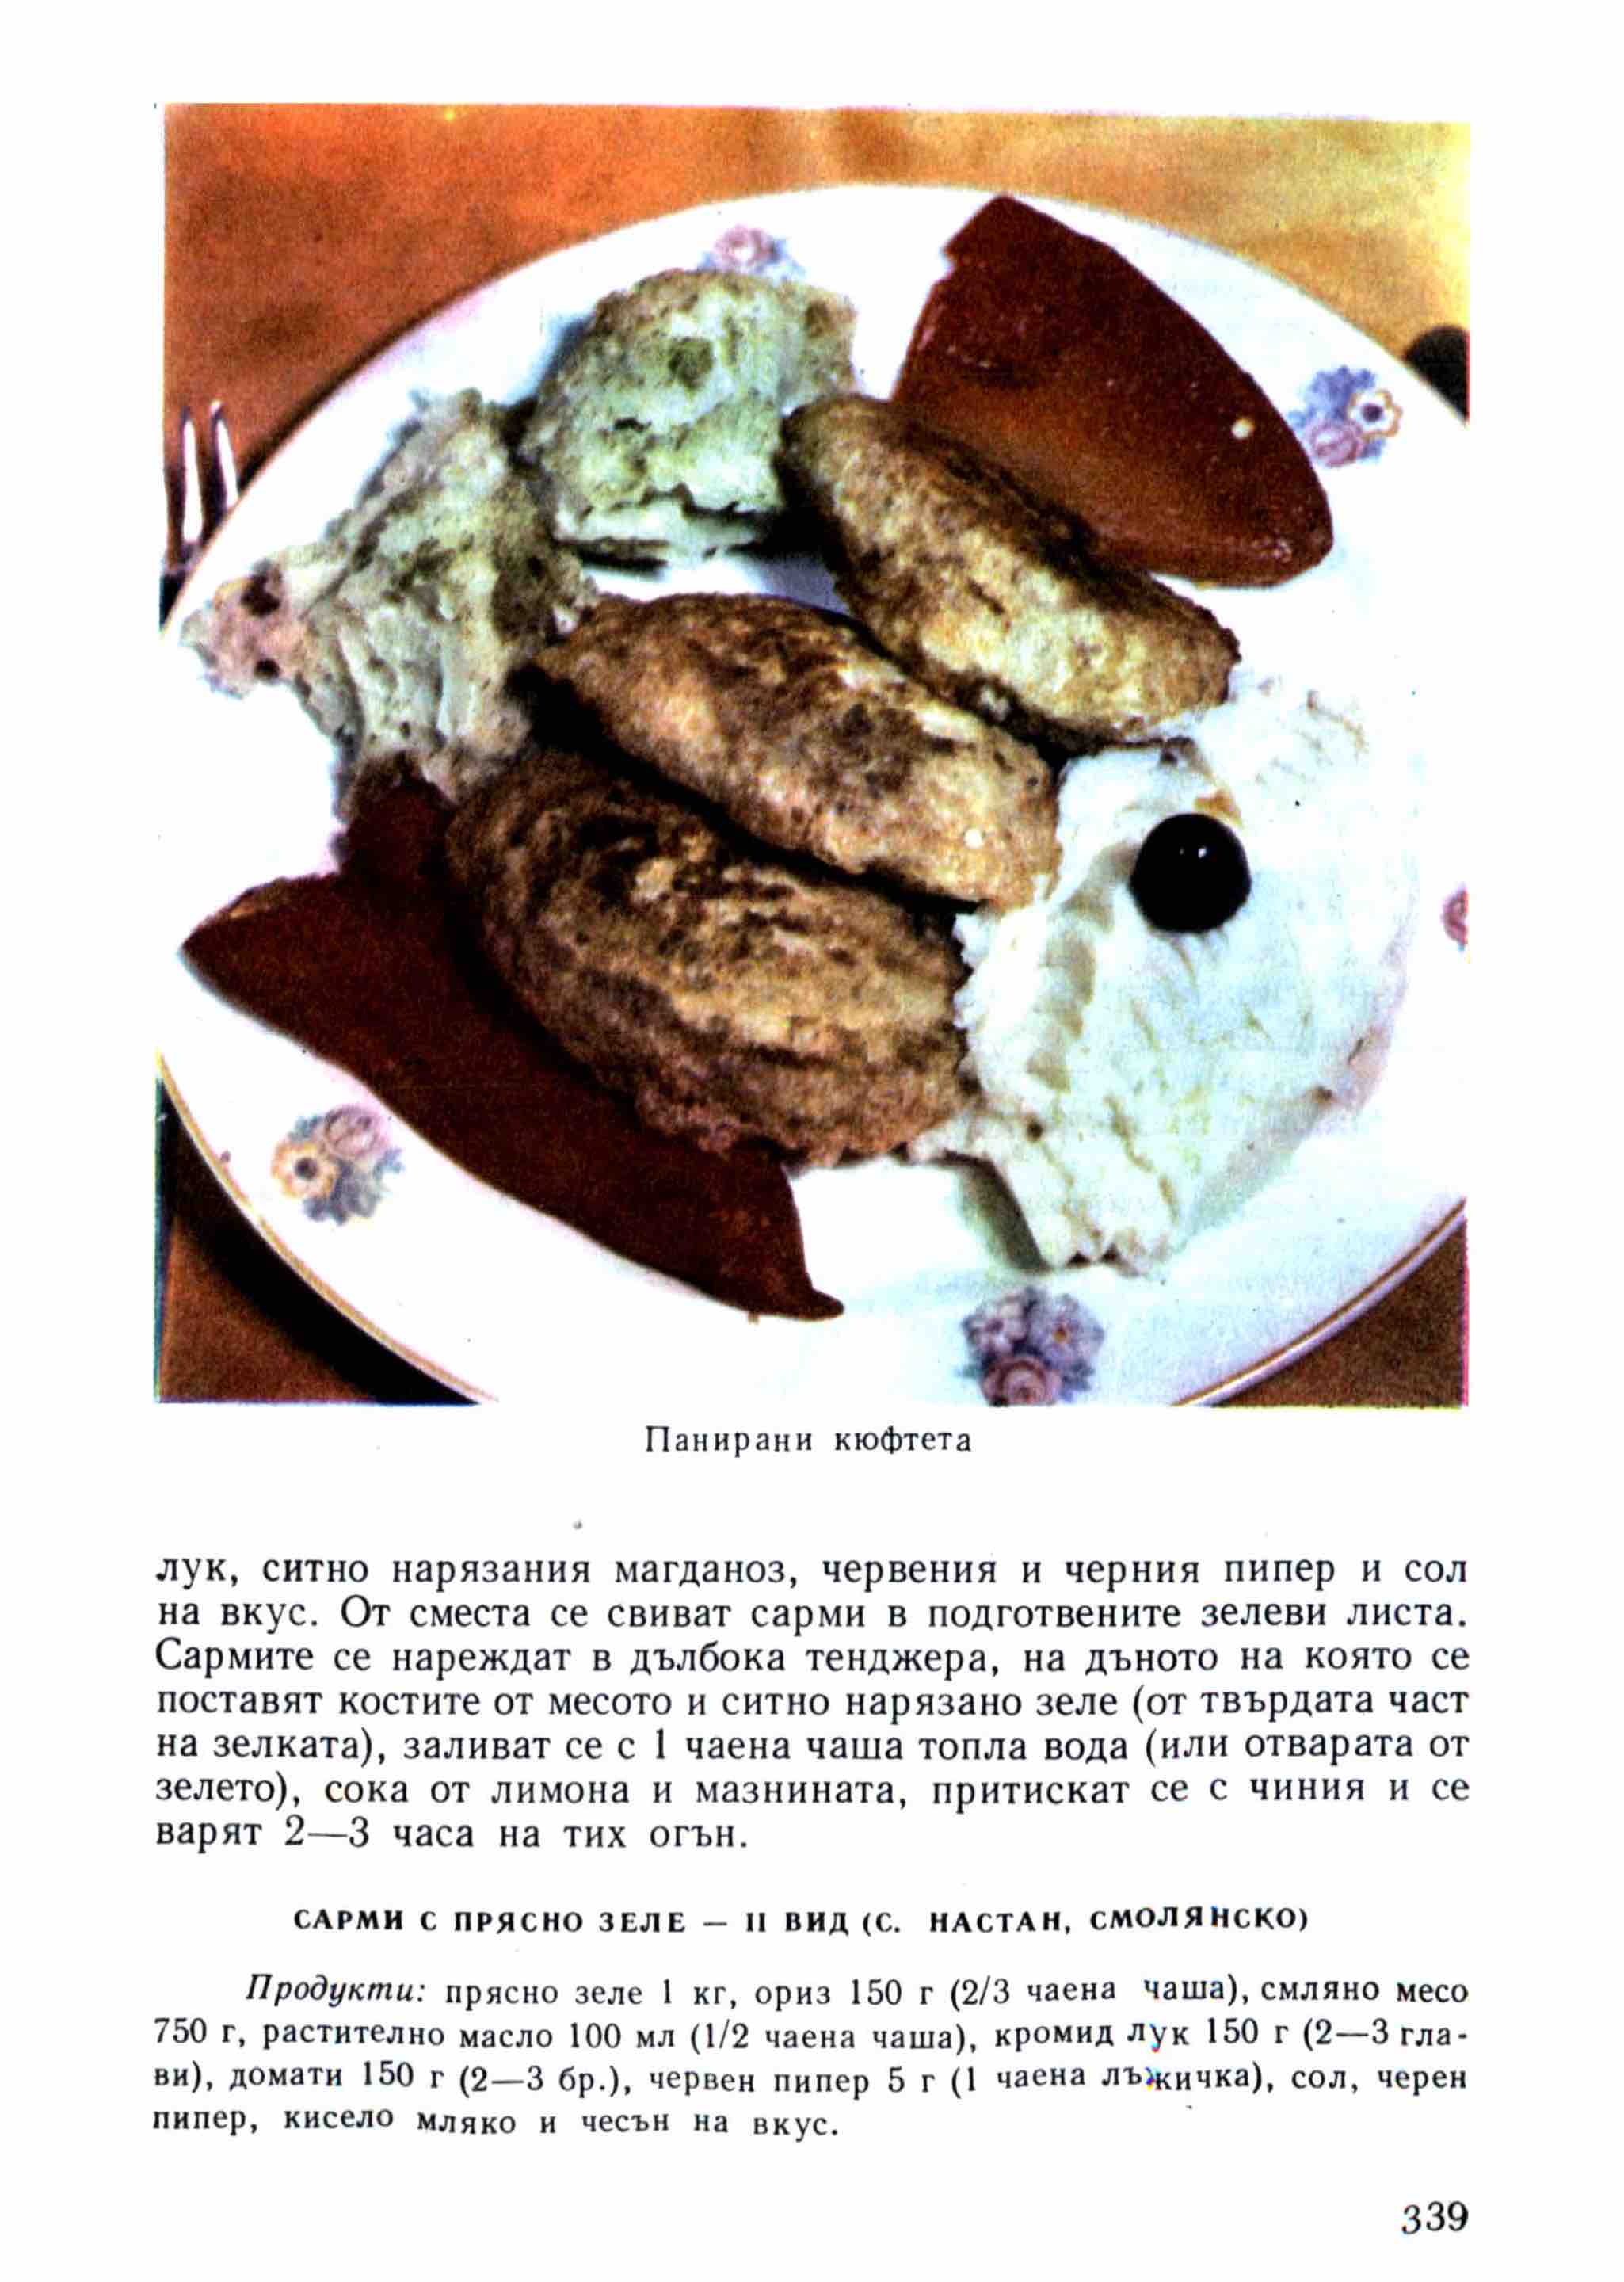 Панирани кюфтета
лук, ситно нарязания магданоз, червения и черния пипер и сол
на вкус. От сместа се свиват сарми в подготвените зелеви листа.
Сармите се нареждат в дълбока тенджера, на дъното на която се
поставят костите от месото и ситно нарязано зеле (от твърдата част
на зелката), заливат се с 1 чаена чаша топла вода (или отварата от
зелето), сока от лимона и мазнината, притискат се с чиния и се
варят 2—3 часа на тих огън.
САРМИ С ПРЯСНО ЗЕЛЕ — II ВИД (С. НАСТАН, СМОЛЯНСКО)
Продукти: прясно зеле 1 кг, ориз 150 г (2/3 чаена чаша), смляно месо
750 г, растително масло 100 мл (1/2 чаена чаша), кромид лук 150 г (2—3 гла-
ви), домати 150 г (2—3 бр.), червен пипер 5 г (1 чаена лъжичка), сол, черен
пипер, кисело мляко и чесън на вкус.
339